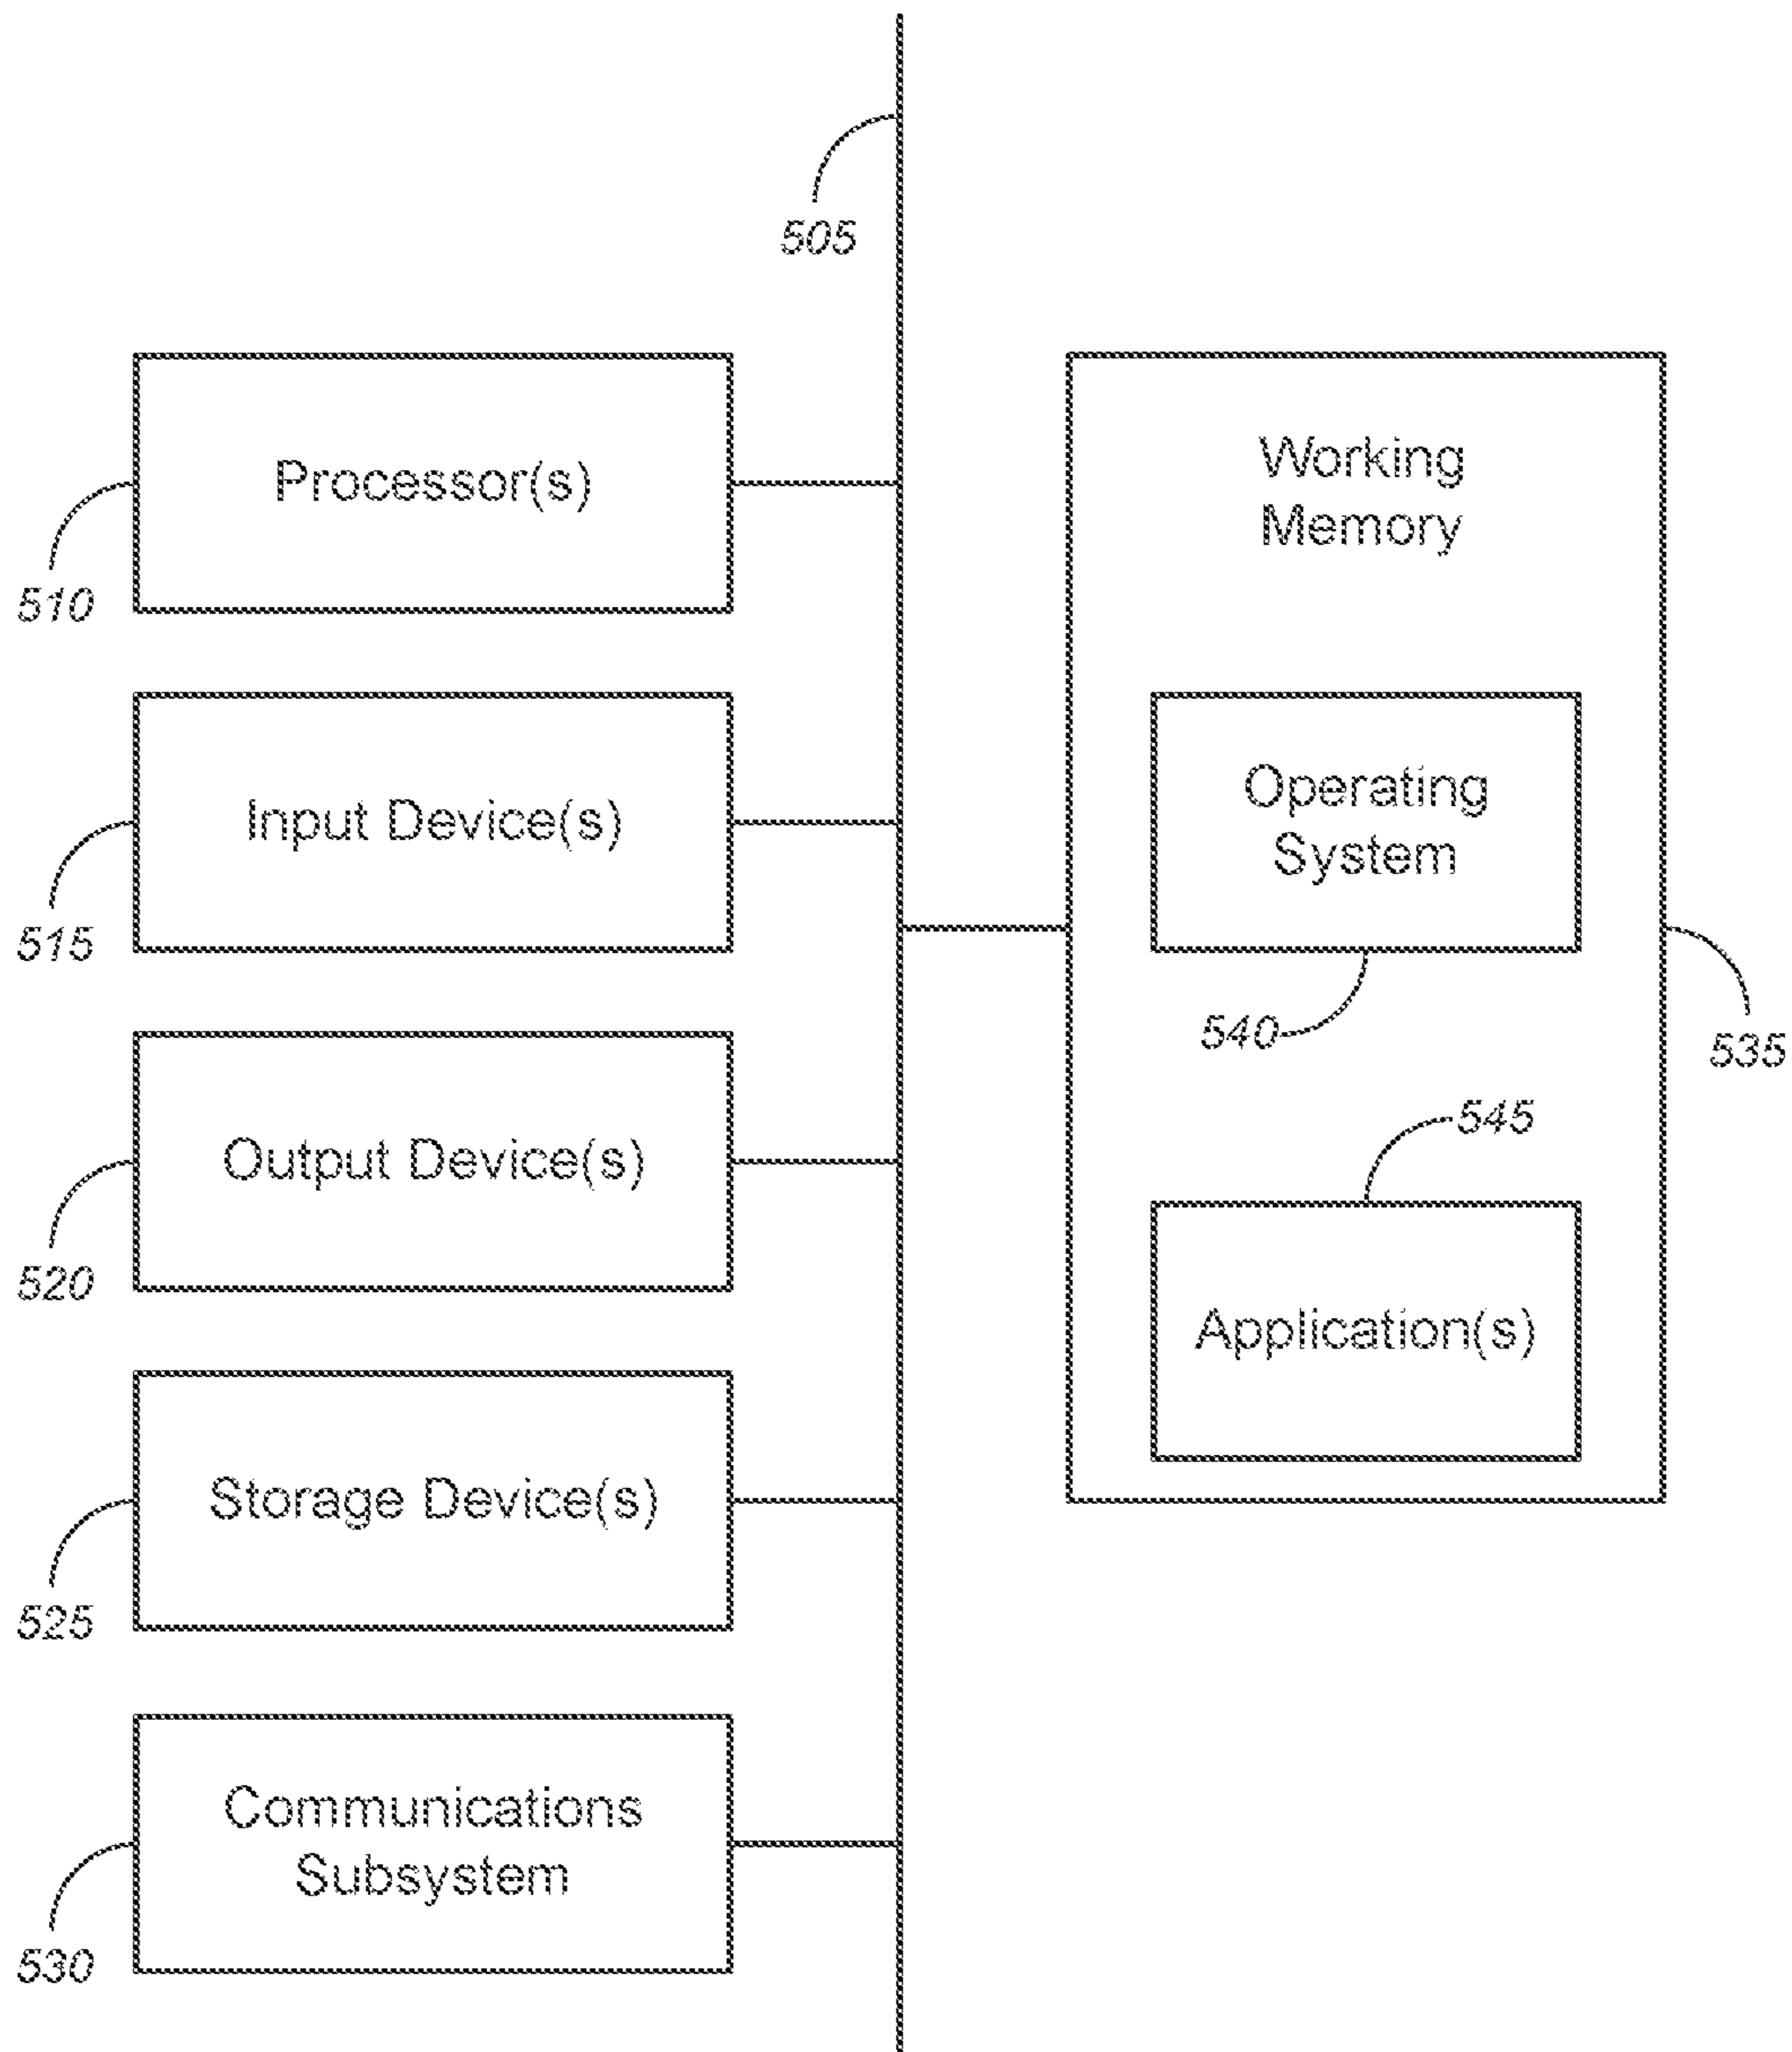 505
Processor(s)
510
Input Device(s)
515
Output Device(s)
520
Storage Device(s)
525
Communications
Subsystem
530
Working
Memory
Operating
System
540
535
545
Application(s)